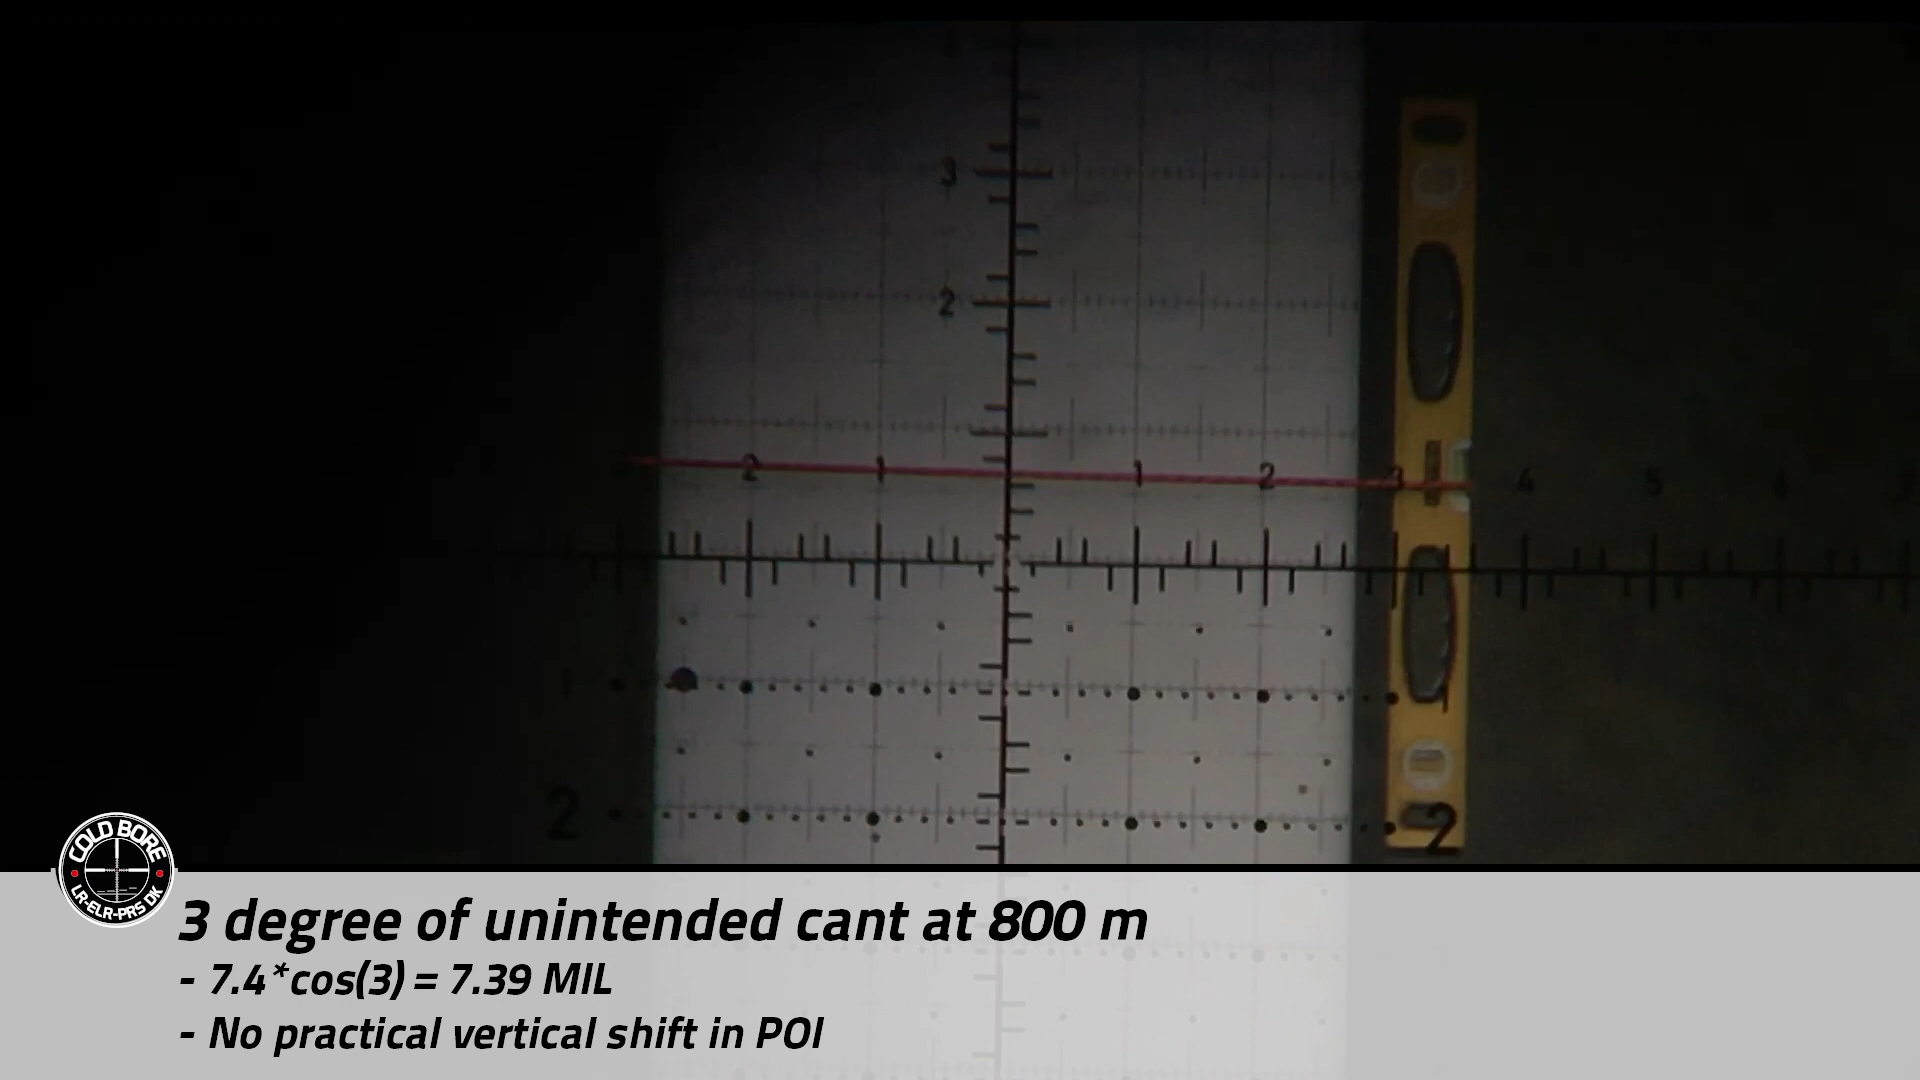 3
2
2 1 1 2 3 4 5 6
1 1
2 2
COLD BORE
LR-ELR-PRS DK
3 degree of unintended cant at 800 m
- 7.4*cos(3) = 7.39 MIL
- No practical vertical shift in POI